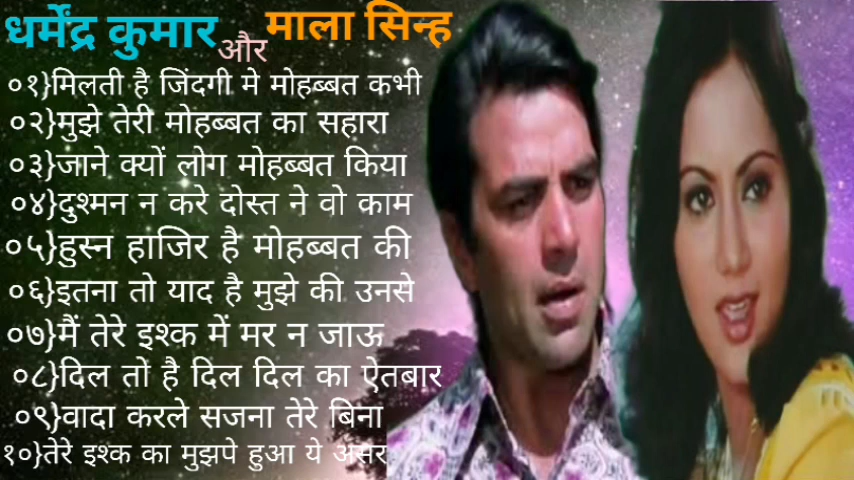 धर्मेंद्र कुमार और माला सिन्ह
०१}मिलती है जिंदगी मे मोहब्बत कभी
०२}मुझे तेरी मोहब्बत का सहारा
०३}जाने क्यों लोग मोहब्बत किया
०४}दुश्मन न करे दोस्त ने वो काम
०५}हुस्न हाजिर है मोहब्बत की
०६}इतना तो याद है मुझे की उनसे
०७}मैं तेरे इश्क में मर न जाऊ
०८}दिल तो है दिल दिल का ऐतबार
०९}वादा करले सजना तेरे बिना
१०}तेरे इश्क का मुझपे हुआ ये असर